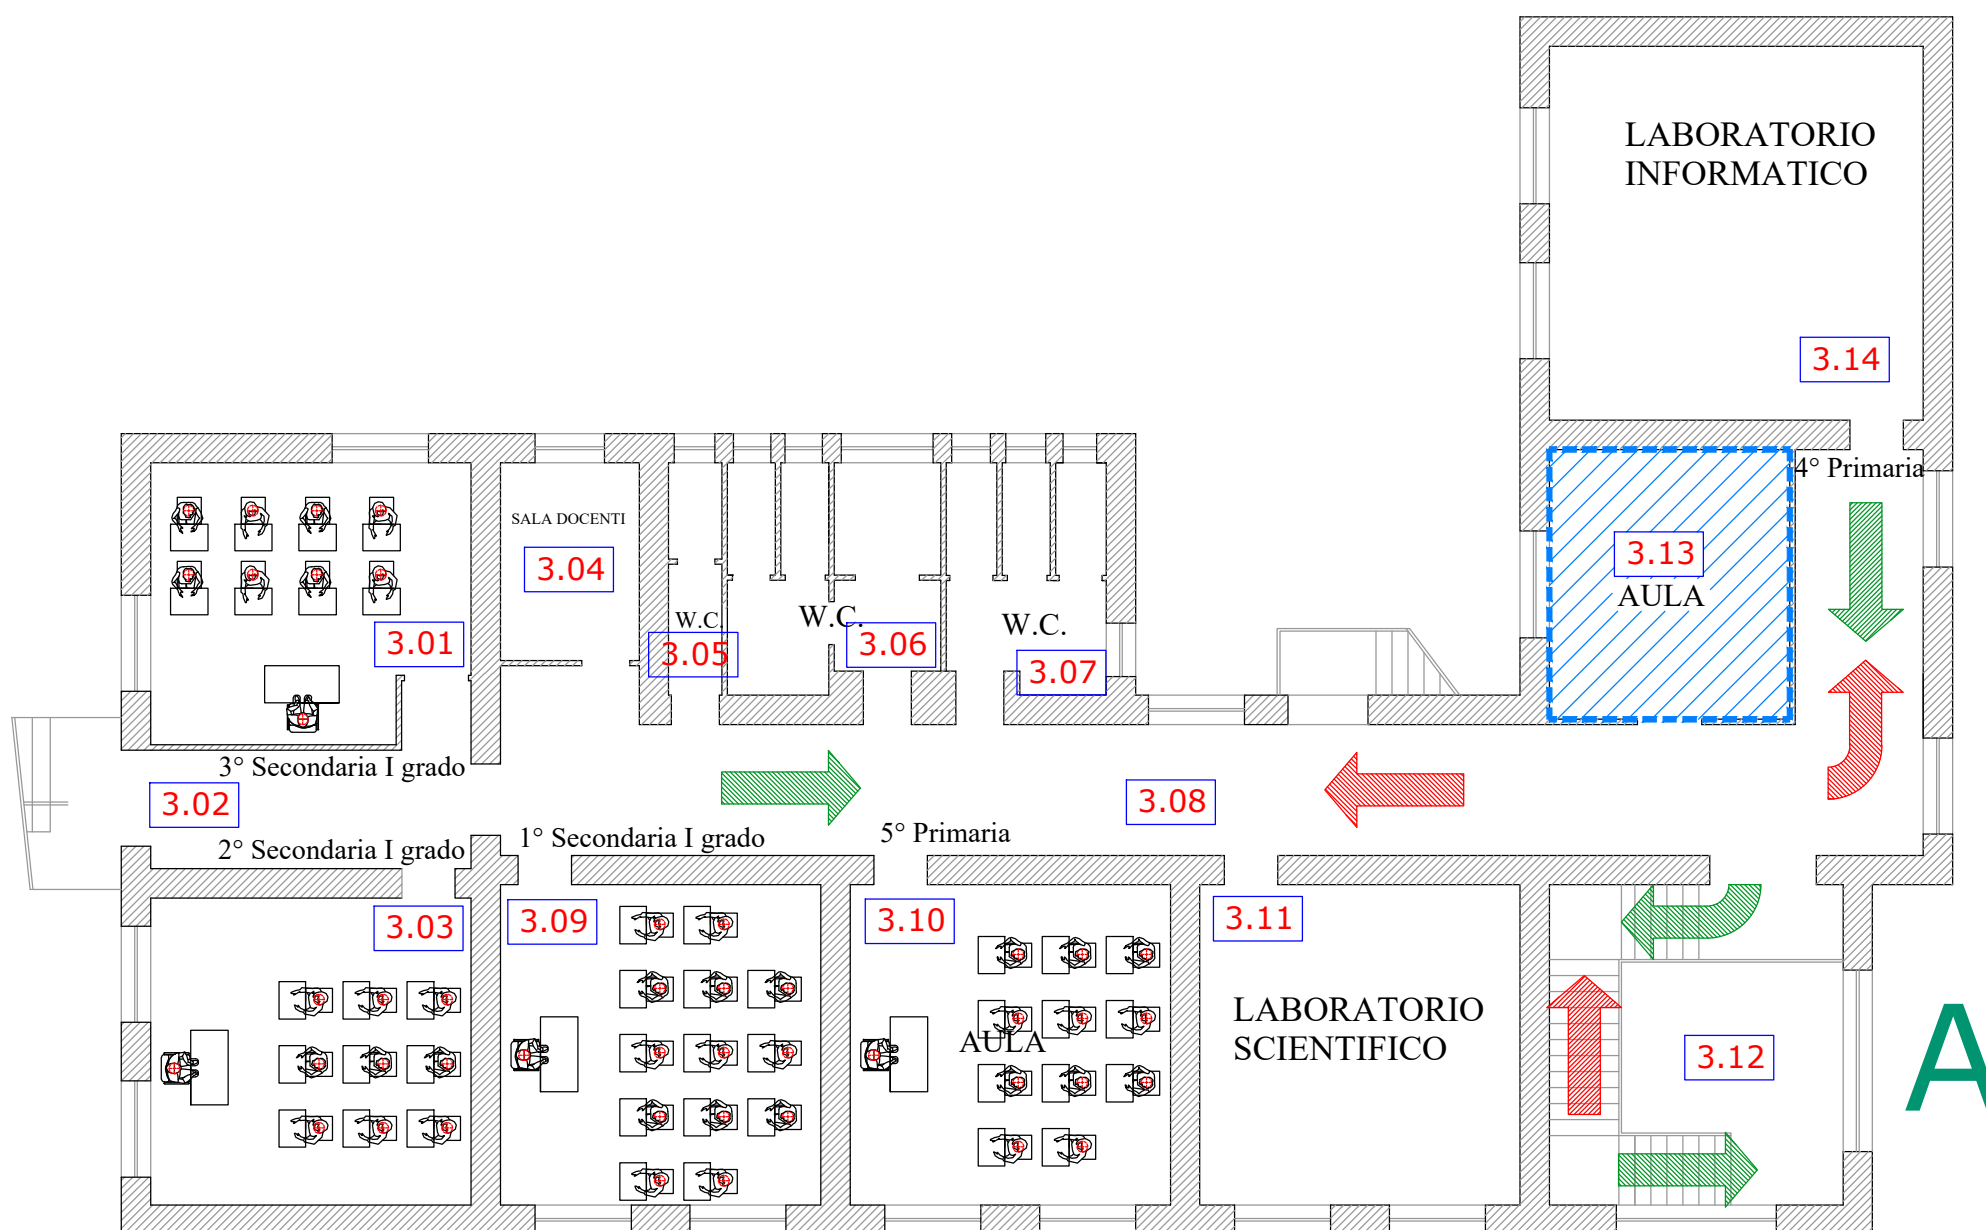 LABORATORIO
INFORMATICO
3.14
4° Primaria
SALA DOCENTI
3.04
3.13
AULA
W.C.
W.C.
W.C.
3.01
3.05
3.06
3.07
3° Secondaria I grado
3.02
3.08
2° Secondaria I grado
1° Secondaria I grado
5° Primaria
3.03
3.09
3.10
3.11
LABORATORIO
SCIENTIFICO
AULA
3.12
A